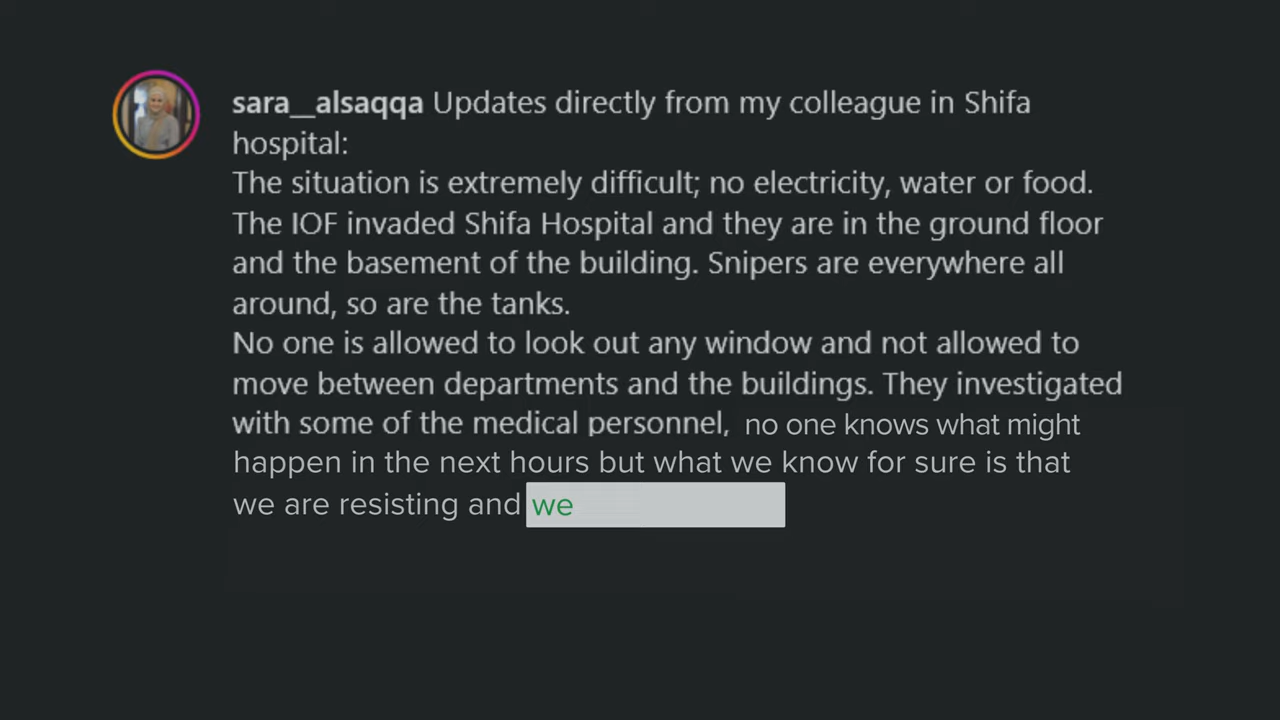 sara__alsaqqa Updates directly from my colleague in Shifa
hospital:
The situation is extremely difficult; no electricity, water or food.
The IOF invaded Shifa Hospital and they are in the ground floor
and the basement of the building. Snipers are everywhere all
around, so are the tanks.
No one is allowed to look out any window and not allowed to
move between departments and the buildings. They investigated
with some of the medical personnel, no one knows what might
happen in the next hours but what we know for sure is that
we are resisting and we